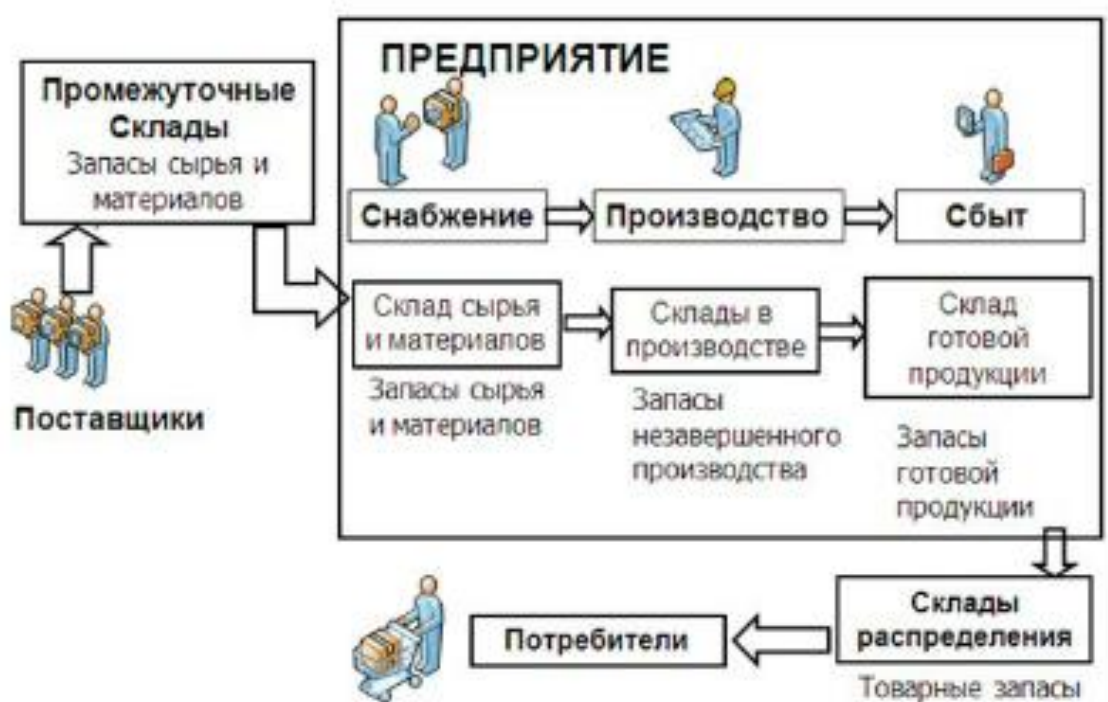 ПРЕДПРИЯТИЕ
Промежуточные
Склады
Запасы сырья и
материалов
Поставщики
Снабжение
Производство
Сбыт
Склад сырья
и материалов
Запасы сырья
и материалов
Склады в
производстве
Запасы
незавершенного
производства
Склад
готовой
продукции
Запасы
готовой
продукции
Склады
распределения
Товарные запасы
Потребители